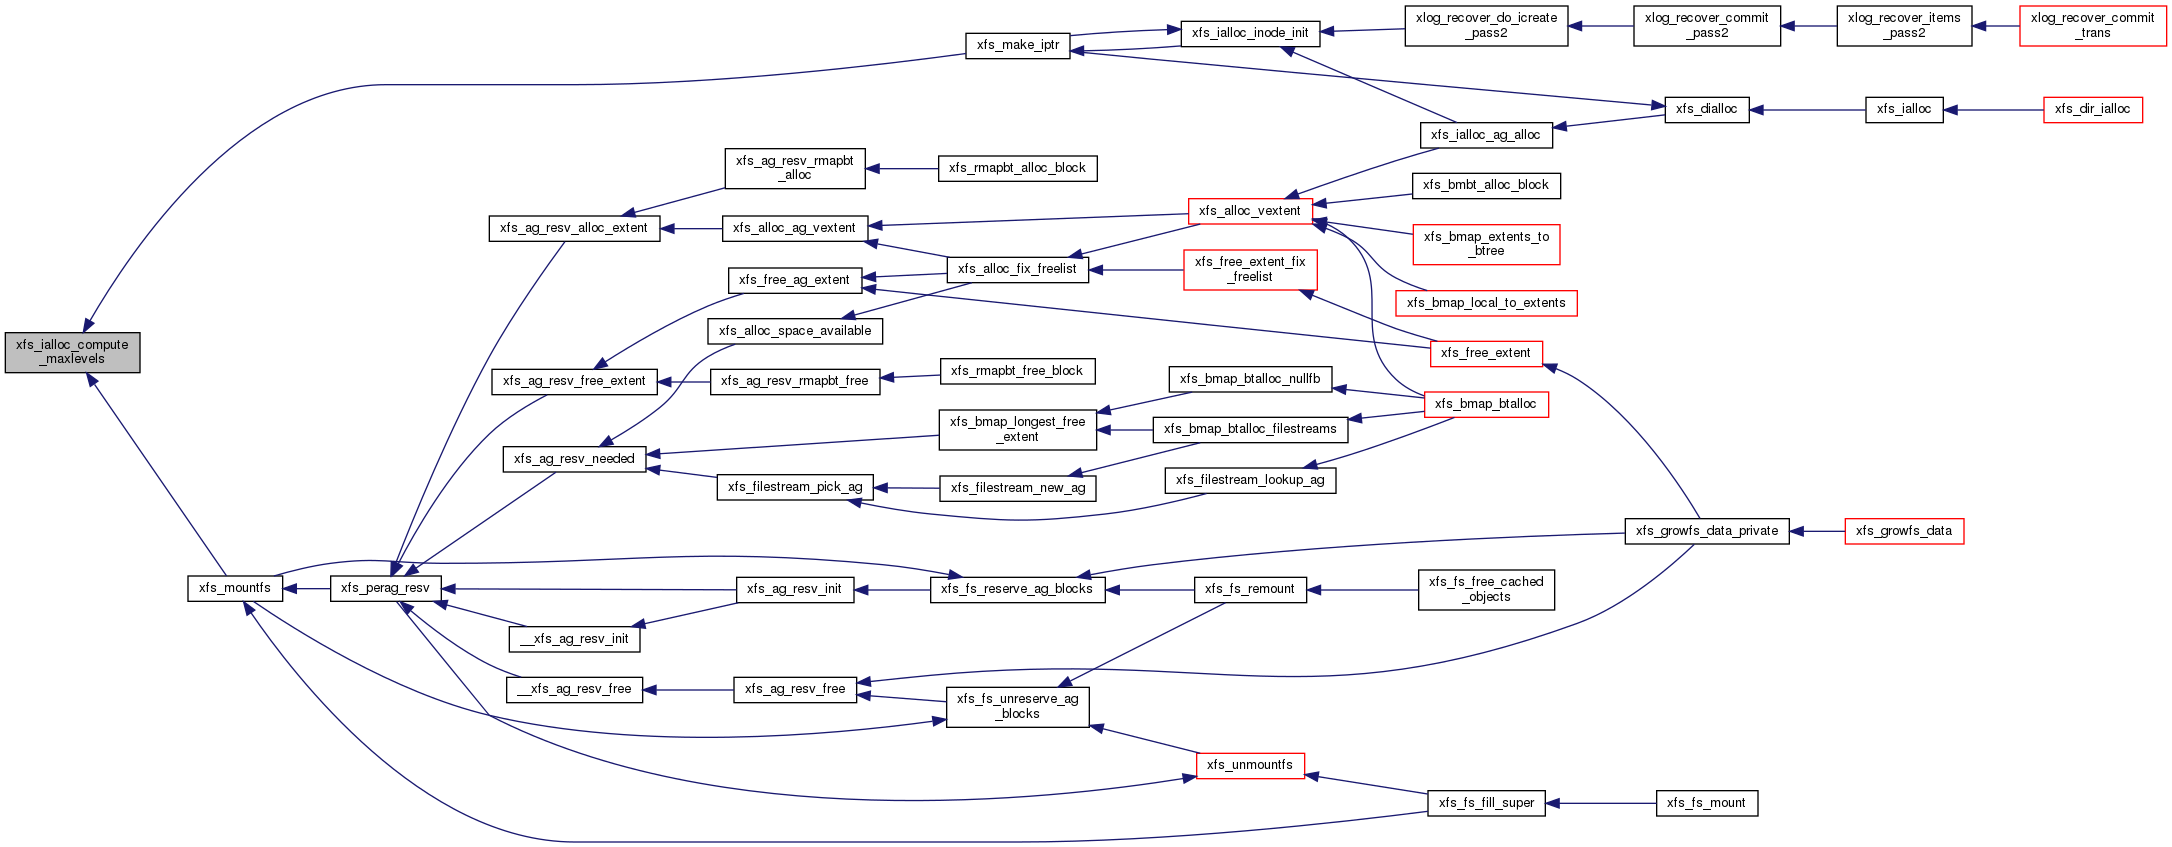 xfs_ialloc_compute
_maxlevels
xfs_make_iptr
xfs_ialloc_inode_init
xlog_recover_do_icreate
_pass2
xlog_recover_commit
_pass2
xlog_recover_items
_pass2
xlog_recover_commit
_trans
xfs_dialloc
xfs_ialloc
xfs_dir_ialloc
xfs_ialloc_ag_alloc
xfs_ag_resv_rmapbt
_alloc
xfs_rmapbt_alloc_block
xfs_bmbt_alloc_block
xfs_ag_resv_alloc_extent
xfs_alloc_ag_vextent
xfs_alloc_vextent
xfs_bmap_extents_to
_btree
xfs_free_ag_extent
xfs_alloc_fix_freelist
xfs_free_extent_fix
_freelist
xfs_bmap_local_to_extents
xfs_alloc_space_available
xfs_free_extent
xfs_ag_resv_free_extent
xfs_ag_resv_rmapbt_free
xfs_rmapbt_free_block
xfs_bmap_btalloc_nullfb
xfs_bmap_btalloc
xfs_bmap_longest_free
_extent
xfs_bmap_btalloc_filestreams
xfs_ag_resv_needed
xfs_filestream_pick_ag
xfs_filestream_new_ag
xfs_filestream_lookup_ag
xfs_growfs_data_private
xfs_growfs_data
xfs_mountfs
xfs_perag_resv
xfs_ag_resv_init
xfs_fs_reserve_ag_blocks
xfs_fs_remount
xfs_fs_free_cached
_objects
__xfs_ag_resv_init
__xfs_ag_resv_free
xfs_ag_resv_free
xfs_fs_unreserve_ag
_blocks
xfs_unmountfs
xfs_fs_fill_super
xfs_fs_mount